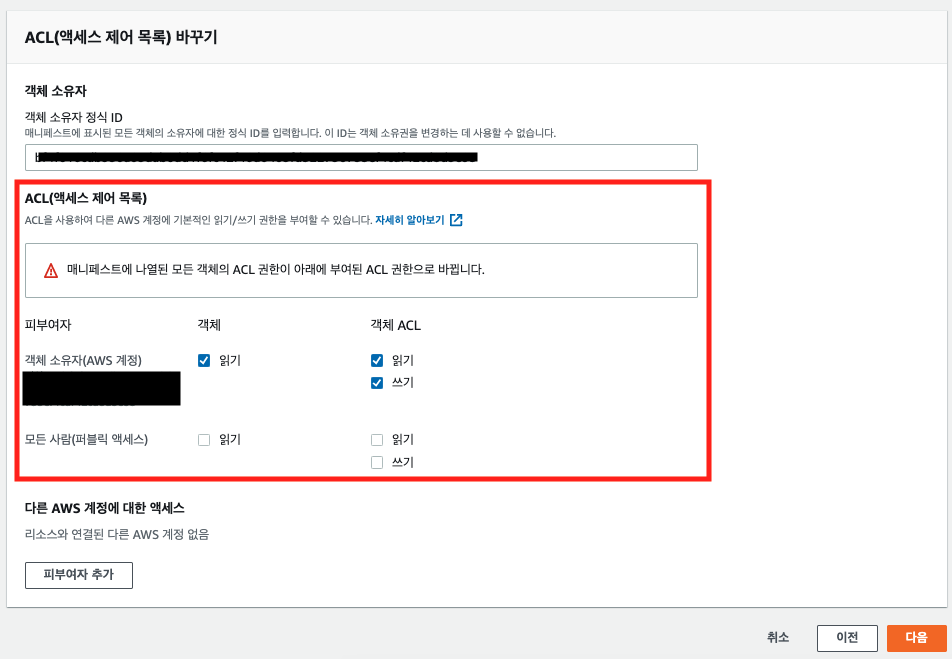 ACL(액세스 제어 목록) 바꾸기
객체 소유자
객체 소유자 정식 ID
매니페스트에 표시된 모든 객체의 소유자에 대한 정식 ID를 입력합니다. 이 ID는 객체 소유권을 변경하는 데 사용할 수 없습니다.
ACL(액세스 제어 목록)
ACL을 사용하여 다른 AWS 계정에 기본적인 읽기/쓰기 권한을 부여할 수 있습니다. 자세히 알아보기
매니페스트에 나열된 모든 객체의 ACL 권한이 아래에 부여된 ACL 권한으로 바뀝니다.
피부여자 객체 객체 ACL
객체 소유자(AWS 계정) 읽기 읽기
쓰기
모든 사람(퍼블릭 액세스) 읽기 읽기
쓰기
다른 AWS 계정에 대한 액세스
리소스와 연결된 다른 AWS 계정 없음
피부여자 추가
취소 이전 다음